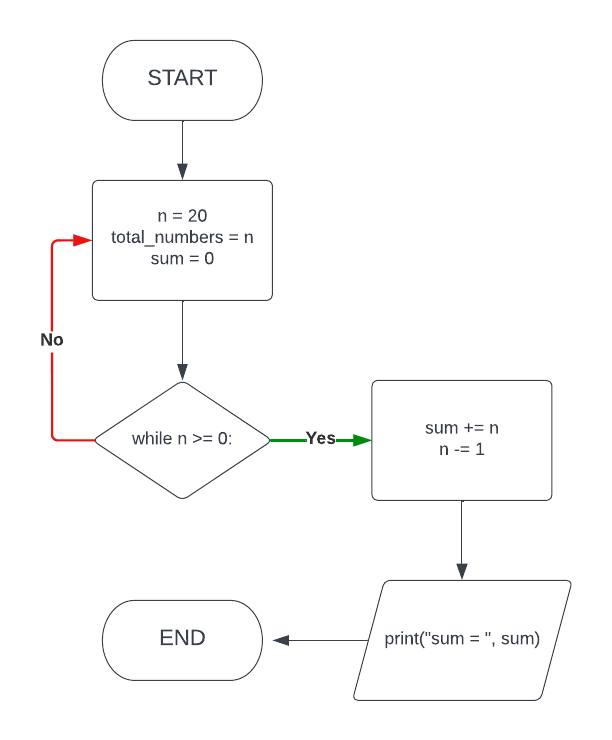 START
n = 20
total_numbers = n
sum = 0
No
while n >= 0:
Yes
sum += n
n -= 1
print("sum = ", sum)
END